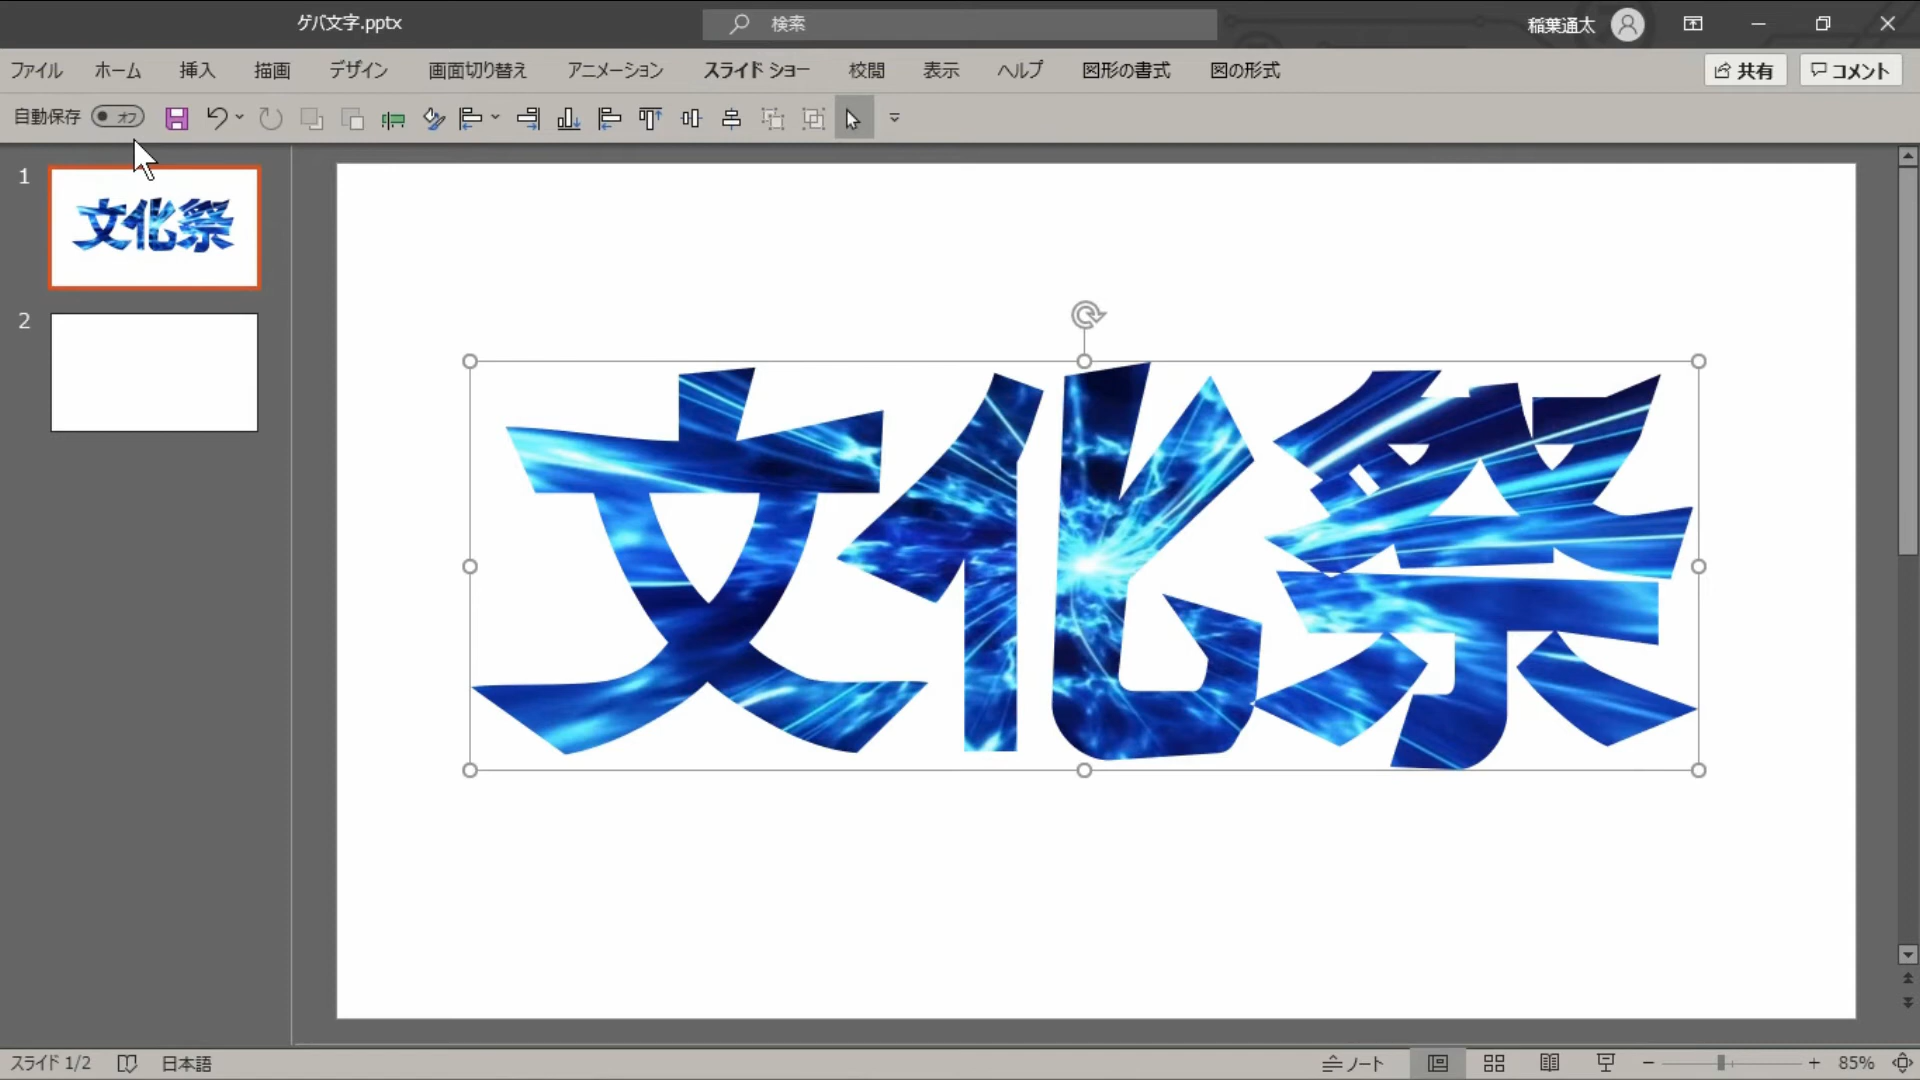 ゲバ文字.pptx
検索
稲葉通太
ファイル ホーム 挿入 描画 デザイン 画面切り替え アニメーション スライド ショー 校閲 表示 ヘルプ 図形の書式 図の形式 共有 コメント
自動保存 オフ
1
文化祭
2
文化祭
スライド 1/2 日本語 ノート 85%